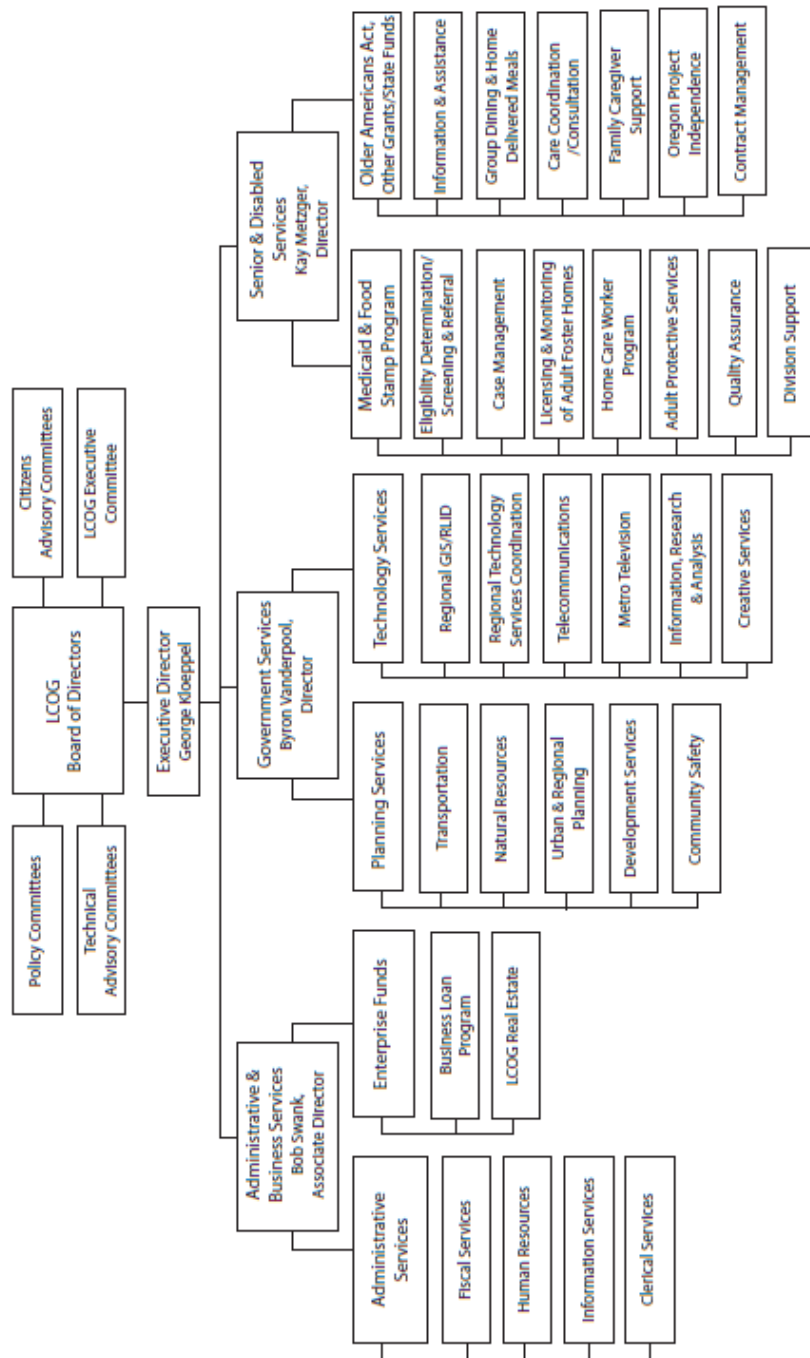 Policy Committees
Technical
Advisory Committees
LCOG
Board of Directors
Citizens
Advisory Committees
LCOG Executive
Committee
Executive Director
George Kloeppel
Administrative &
Business Services
Bob Swank,
Associate Director
Government Services
Byron Vanderpool,
Director
Senior & Disabled
Services
Kay Metzger,
Director
Administrative
Services
Fiscal Services
Human Resources
Information Services
Clerical Services
Enterprise Funds
Business Loan
Program
LCOG Real Estate
Planning Services
Transportation
Natural Resources
Urban & Regional
Planning
Development Services
Community Safety
Technology Services
Regional GIS/RLID
Regional Technology
Services Coordination
Telecommunications
Metro Television
Information, Research
& Analysis
Creative Services
Medicaid & Food
Stamp Program
Eligibility Determination/
Screening & Referral
Case Management
Licensing & Monitoring
of Adult Foster Homes
Home Care Worker
Program
Adult Protective Services
Quality Assurance
Division Support
Older Americans Act,
Other Grants/State Funds
Information & Assistance
Group Dining & Home
Delivered Meals
Care Coordination
/Consultation
Family Caregiver
Support
Oregon Project
Independence
Contract Management